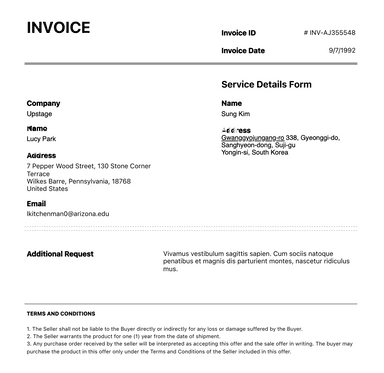 INVOICE
Invoice ID # INV-AJ355548
Invoice Date 9/7/1992
Service Details Form
Company
Upstage
Name
Lucy Park
Address
7 Pepper Wood Street, 130 Stone Corner
Terrace
Wilkes Barre, Pennsylvania, 18768
United States
Email
lkitchenman0@arizona.edu
Name
Sung Kim
Address
Gwanggyojungang-ro 338, Gyeonggi-do,
Sanghyeon-dong, Suji-gu
Yongin-si, South Korea
Additional Request
Vivamus vestibulum sagittis sapien. Cum sociis natoque
penatibus et magnis dis parturient montes, nascetur ridiculus
mus.
TERMS AND CONDITIONS
1. The Seller shall not be liable to the Buyer directly or indirectly for any loss or damage suffered by the Buyer.
2. The Seller warrants the product for one (1) year from the date of shipment.
3. Any purchase order received by the seller will be interpreted as accepting this offer and the sale offer in writing. The buyer may
purchase the product in this offer only under the Terms and Conditions of the Seller included in this offer.